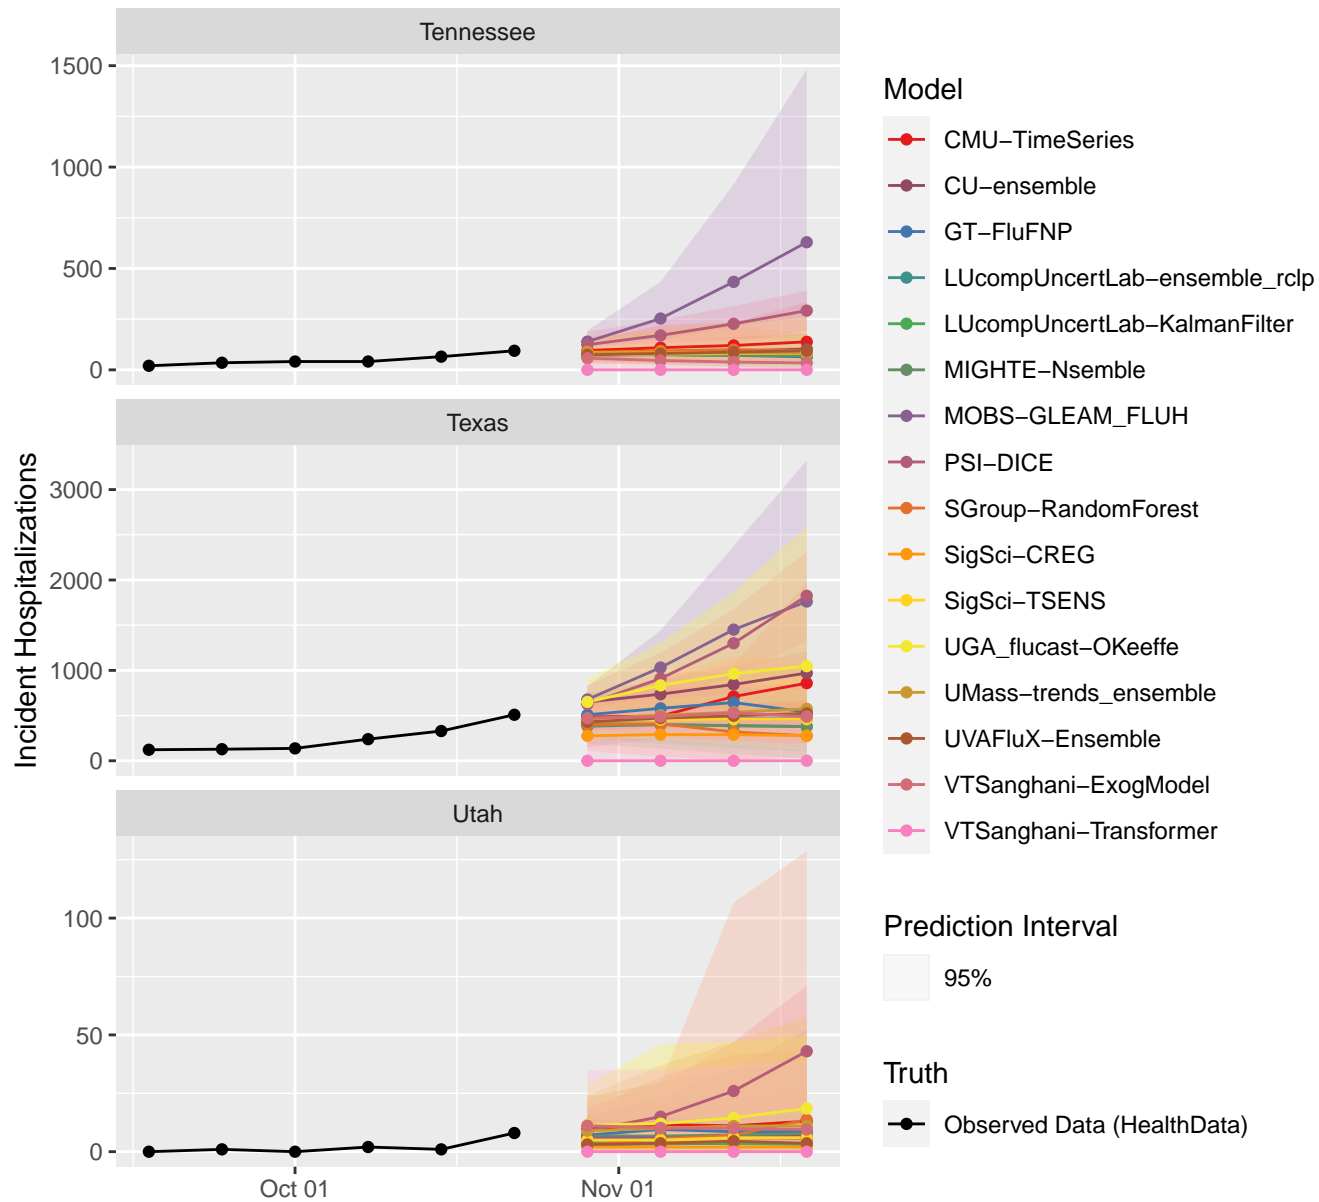 Tennessee
1500
1000
500
0
Texas
3000
2000
1000
0
Utah
100
50
0
Oct 01
Nov 01
Incident Hospitalizations
Model
CMU−TimeSeries
CU−ensemble
GT−FluFNP
LUcompUncertLab−ensemble_rclp
LUcompUncertLab−KalmanFilter
MIGHTE−Nsemble
MOBS−GLEAM_FLUH
PSI−DICE
SGroup−RandomForest
SigSci−CREG
SigSci−TSENS
UGA_flucast−OKeeffe
UMass−trends_ensemble
UVAFluX−Ensemble
VTSanghani−ExogModel
VTSanghani−Transformer
Prediction Interval
95%
Truth
Observed Data (HealthData)